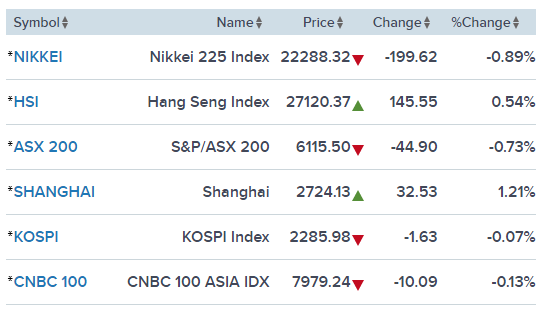 Symbol Name Price Change %Change
*NIKKEI Nikkei 225 Index 22288.32 -199.62 -0.89%
*HSI Hang Seng Index 27120.37 145.55 0.54%
*ASX 200 S&P/ASX 200 6115.50 -44.90 -0.73%
*SHANGHAI Shanghai 2724.13 32.53 1.21%
*KOSPI KOSPI Index 2285.98 -1.63 -0.07%
*CNBC 100 CNBC 100 ASIA IDX 7979.24 -10.09 -0.13%